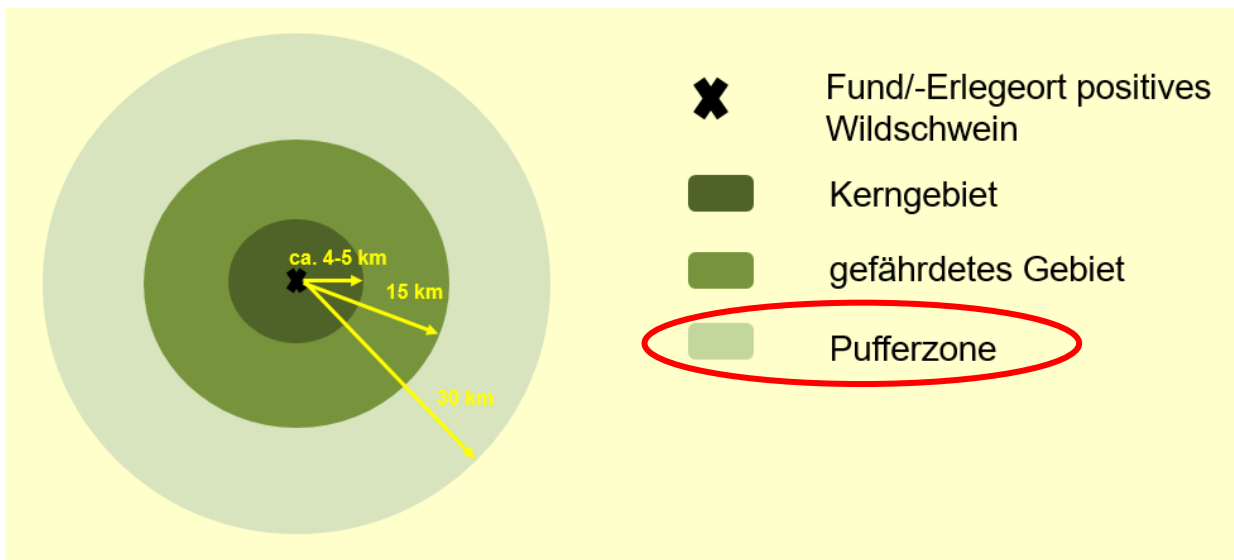 ca. 4-5 km
15 km
30 km
Fund/-Erlegeort positives
Wildschwein
Kerngebiet
gefährdetes Gebiet
Pufferzone